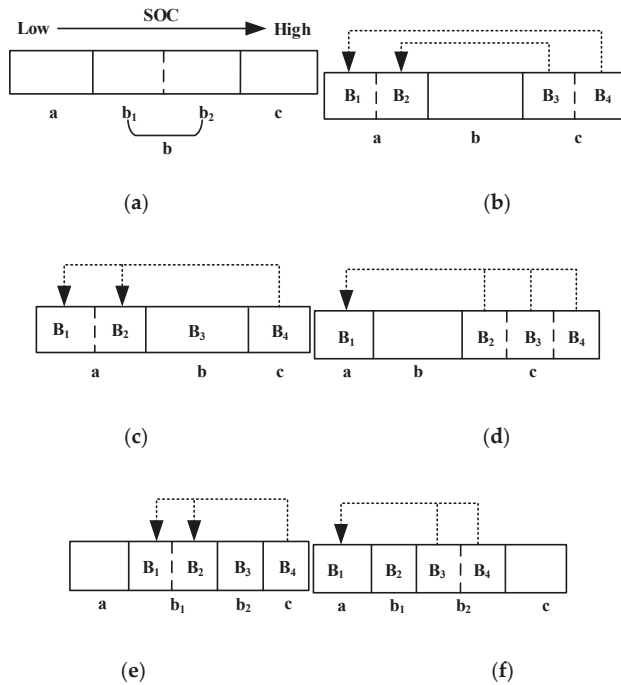 SOC
Low High
a b₁ b₂ c
b
(a)
B₁ B₂ B₃ B₄
a b c
(b)
B₁ B₂ B₃ B₄
a b c
(c)
B₁ B₂ B₃ B₄
a b c
(d)
B₁ B₂ B₃ B₄
a b₁ b₂ c
(e)
B₁ B₂ B₃ B₄
a b₁ b₂ c
(f)